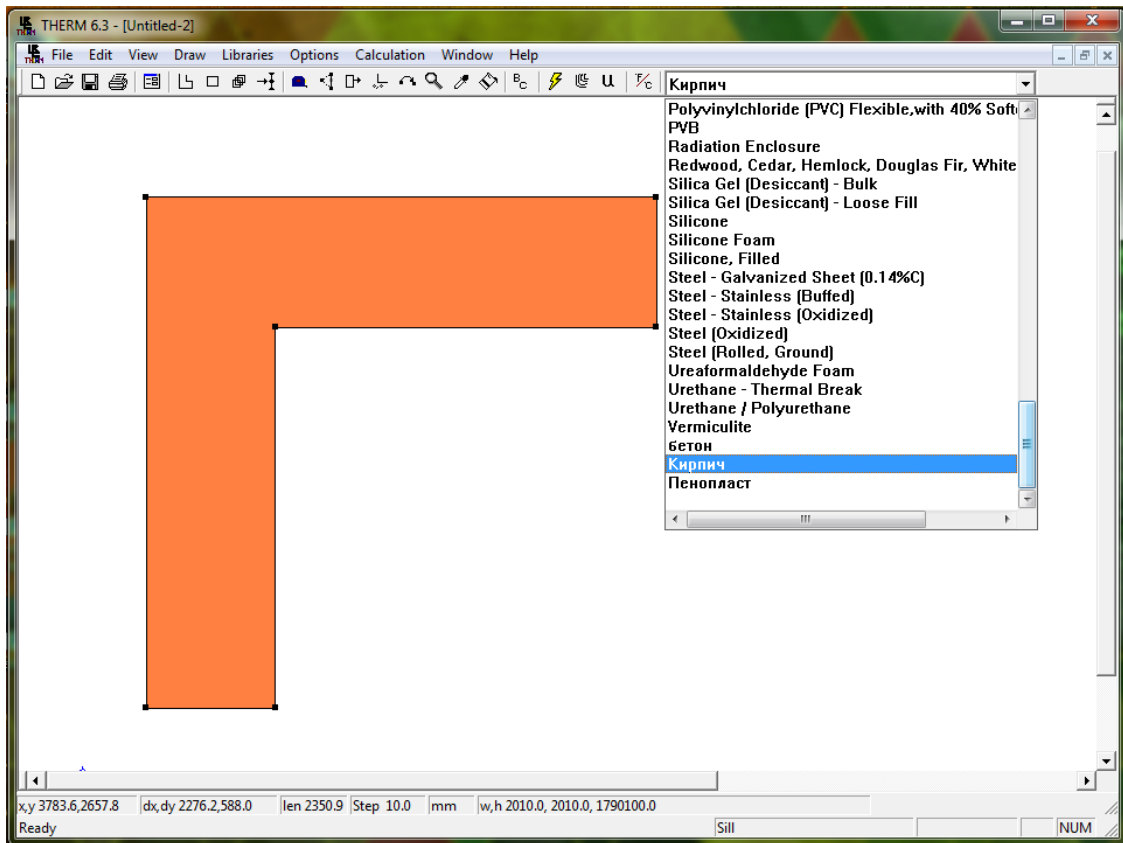 THERM 6.3 - [Untitled-2]
File Edit View Draw Libraries Options Calculation Window Help
Кирпич
Polyvinylchloride (PVC) Flexible,with 40% Soft
PVB
Radiation Enclosure
Redwood, Cedar, Hemlock, Douglas Fir, White
Silica Gel (Desiccant) - Bulk
Silica Gel (Desiccant) - Loose Fill
Silicone
Silicone Foam
Silicone, Filled
Steel - Galvanized Sheet (0.14%C)
Steel - Stainless (Buffed)
Steel - Stainless (Oxidized)
Steel (Oxidized)
Steel (Rolled, Ground)
Ureaformaldehyde Foam
Urethane - Thermal Break
Urethane / Polyurethane
Vermiculite
бетон
Кирпич
Пенопласт
x,y 3783.6,2657.8 dx,dy 2276.2,588.0 len 2350.9 Step 10.0 mm w,h 2010.0, 2010.0, 1790100.0
Ready Sill NUM